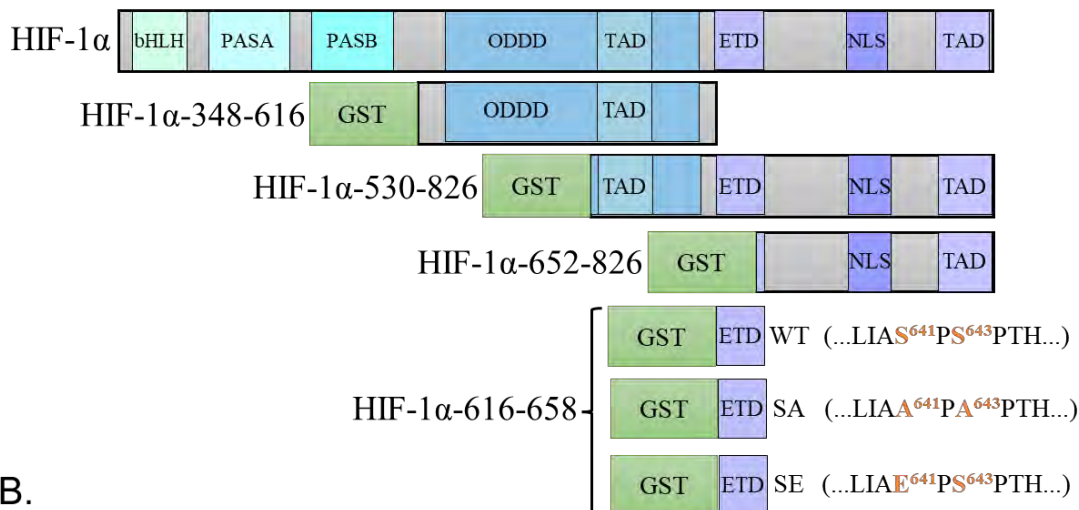 HIF-1α bHLH PASA PASB ODDD TAD ETD NLS TAD
HIF-1α-348-616 GST ODDD TAD
HIF-1α-530-826 GST TAD ETD NLS TAD
HIF-1α-652-826 GST NLS TAD
GST ETD WT (...LIAS⁶⁴¹PS⁶⁴³PTH...)
HIF-1α-616-658 GST ETD SA (...LIAA⁶⁴¹PA⁶⁴³PTH...)
GST ETD SE (...LIAE⁶⁴¹PS⁶⁴³PTH...)
B.